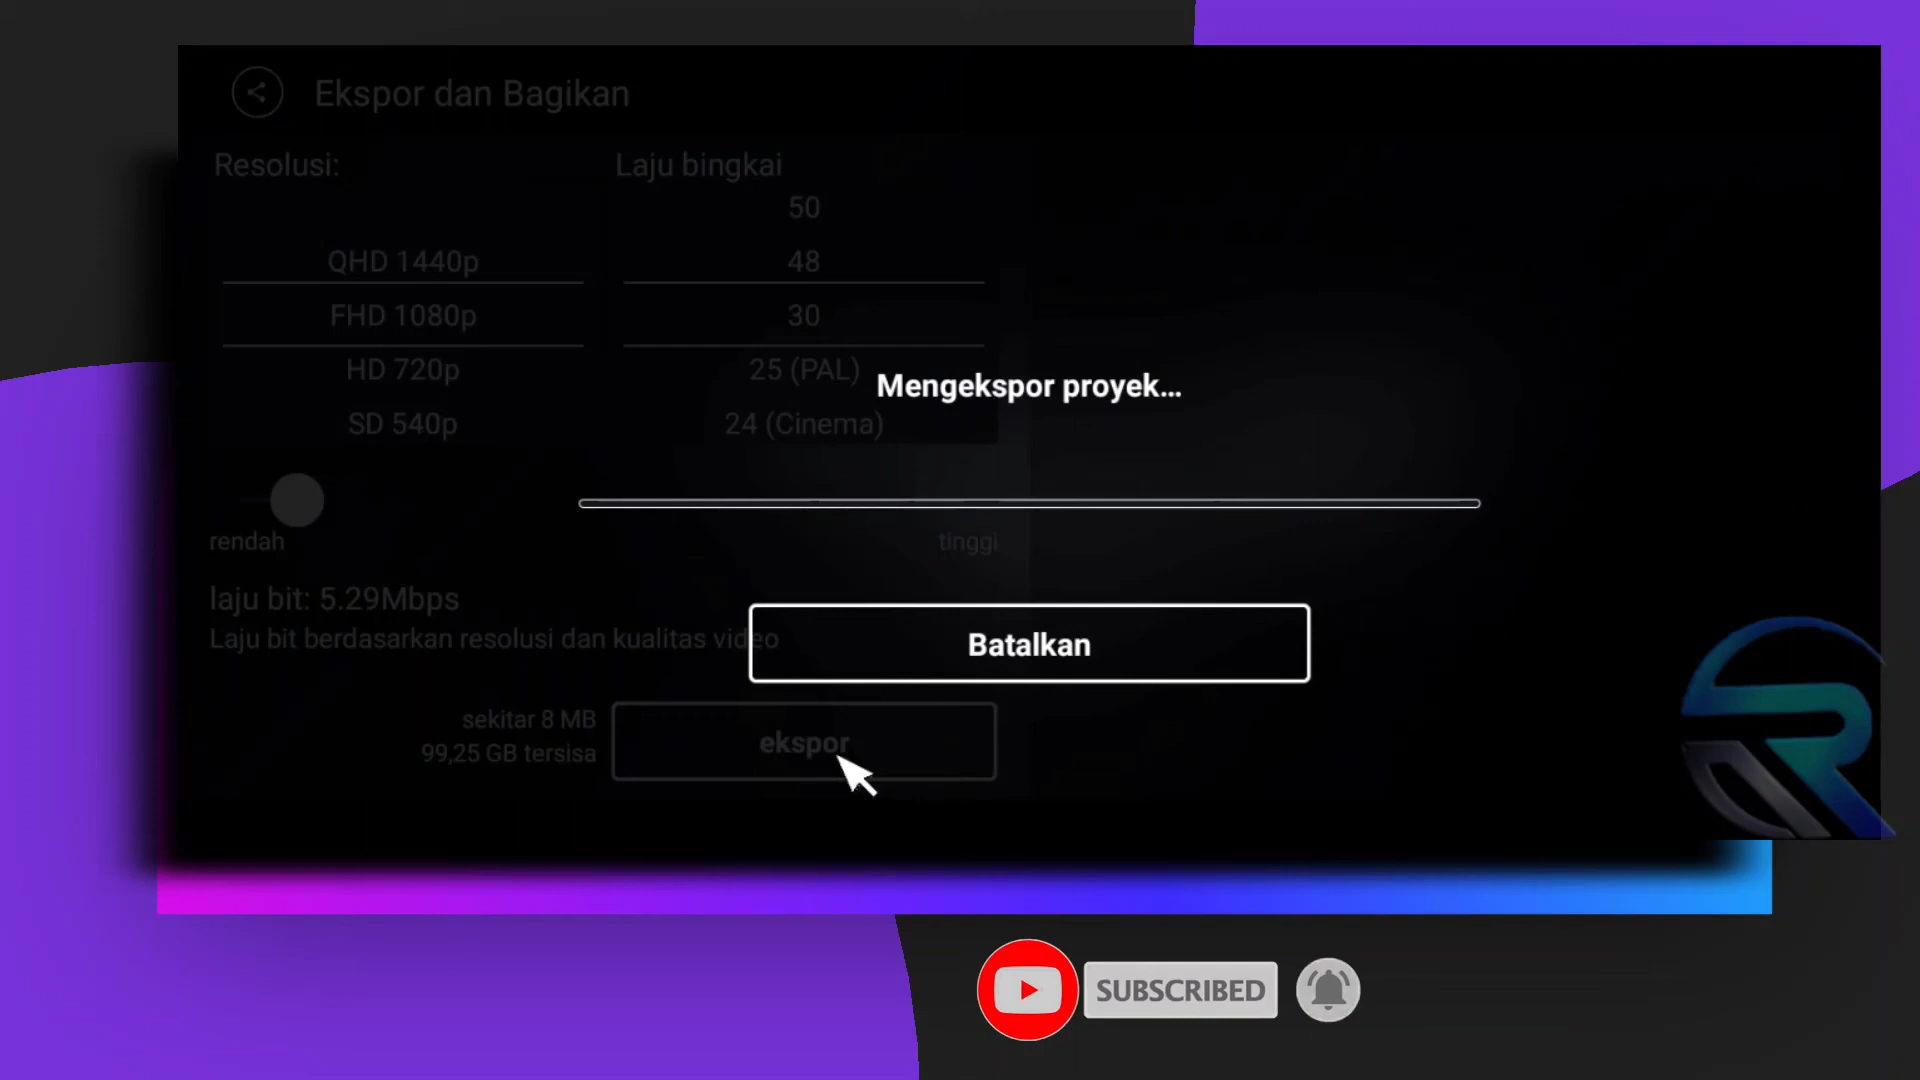 Ekspor dan Bagikan
Resolusi:
QHD 1440p
FHD 1080p
HD 720p
SD 540p
Laju bingkai
50
48
30
25 (PAL)
24 (Cinema)
Mengekspor proyek...
rendah
tinggi
laju bit: 5.29Mbps
Laju bit berdasarkan resolusi dan kualitas video
Batalkan
sekitar 8 MB
99,25 GB tersisa
ekspor
SUBSCRIBED